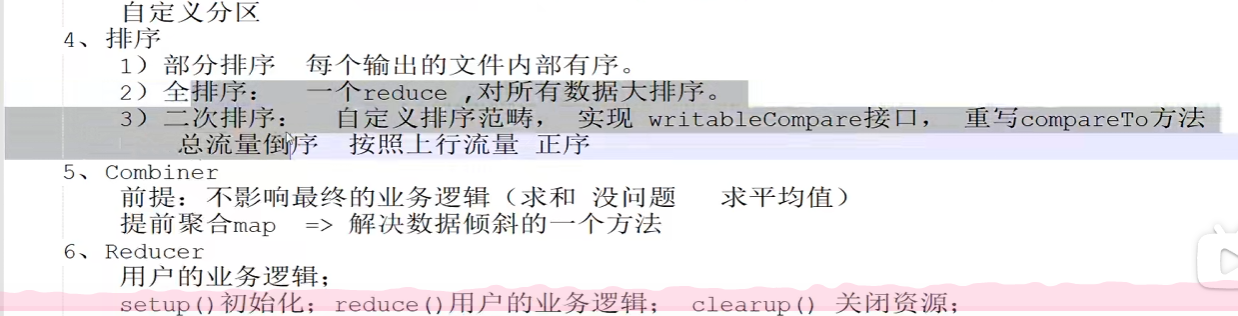 自定义分区
4、排序
1）部分排序 每个输出的文件内部有序。
2）全排序： 一个reduce ,对所有数据大排序。
3）二次排序： 自定义排序范畴， 实现 writableCompare接口， 重写compareTo方法
总流量倒序 按照上行流量 正序
5、Combiner
前提：不影响最终的业务逻辑（求和 没问题 求平均值）
提前聚合map => 解决数据倾斜的一个方法
6、Reducer
用户的业务逻辑；
setup()初始化；reduce()用户的业务逻辑； clearup() 关闭资源；